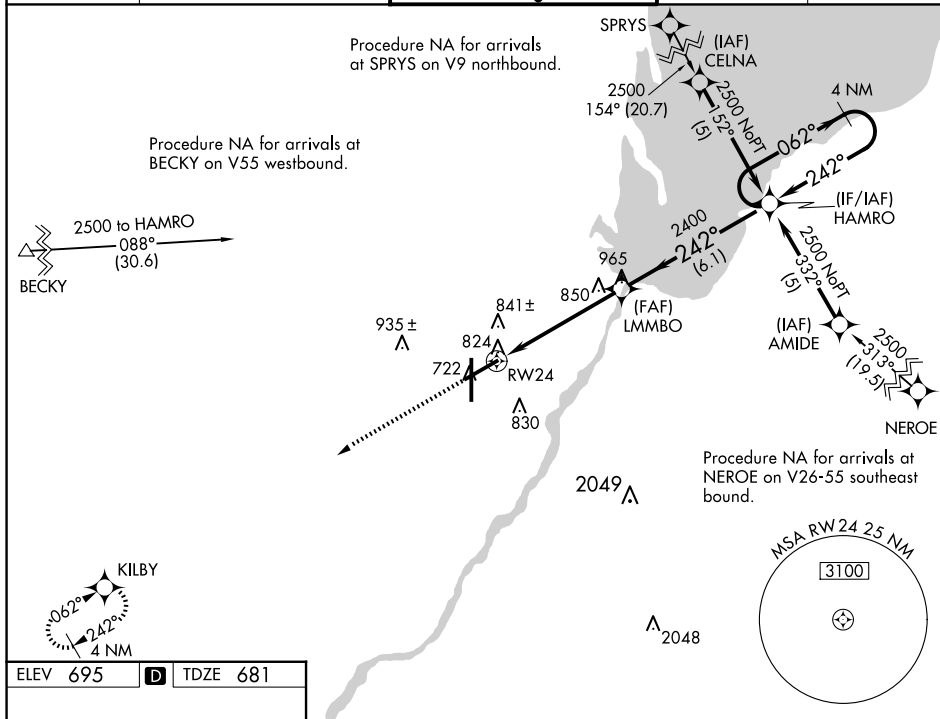 SPRYS
(IAF)
CELNA
Procedure NA for arrivals
at SPRYS on V9 northbound.
2500
154° (20.7)
2500 NoPT
152°
(5)
4 NM
062°
242°
Procedure NA for arrivals at
BECKY on V55 westbound.
(IF/IAF)
HAMRO
2500 to HAMRO
088°
(30.6)
BECKY
2400
242°
(6.1)
2500 NoPT
332°
(5)
965
850
(FAF)
LMMBO
841±
935±
824
722
RW24
830
(IAF)
AMIDE
2500
313°
(19.5)
NEROE
Procedure NA for arrivals at
NEROE on V26-55 southeast
bound.
2049
MSA RW24 25 NM
3100
KILBY
062°
242°
4 NM
2048
ELEV 695 D TDZE 681